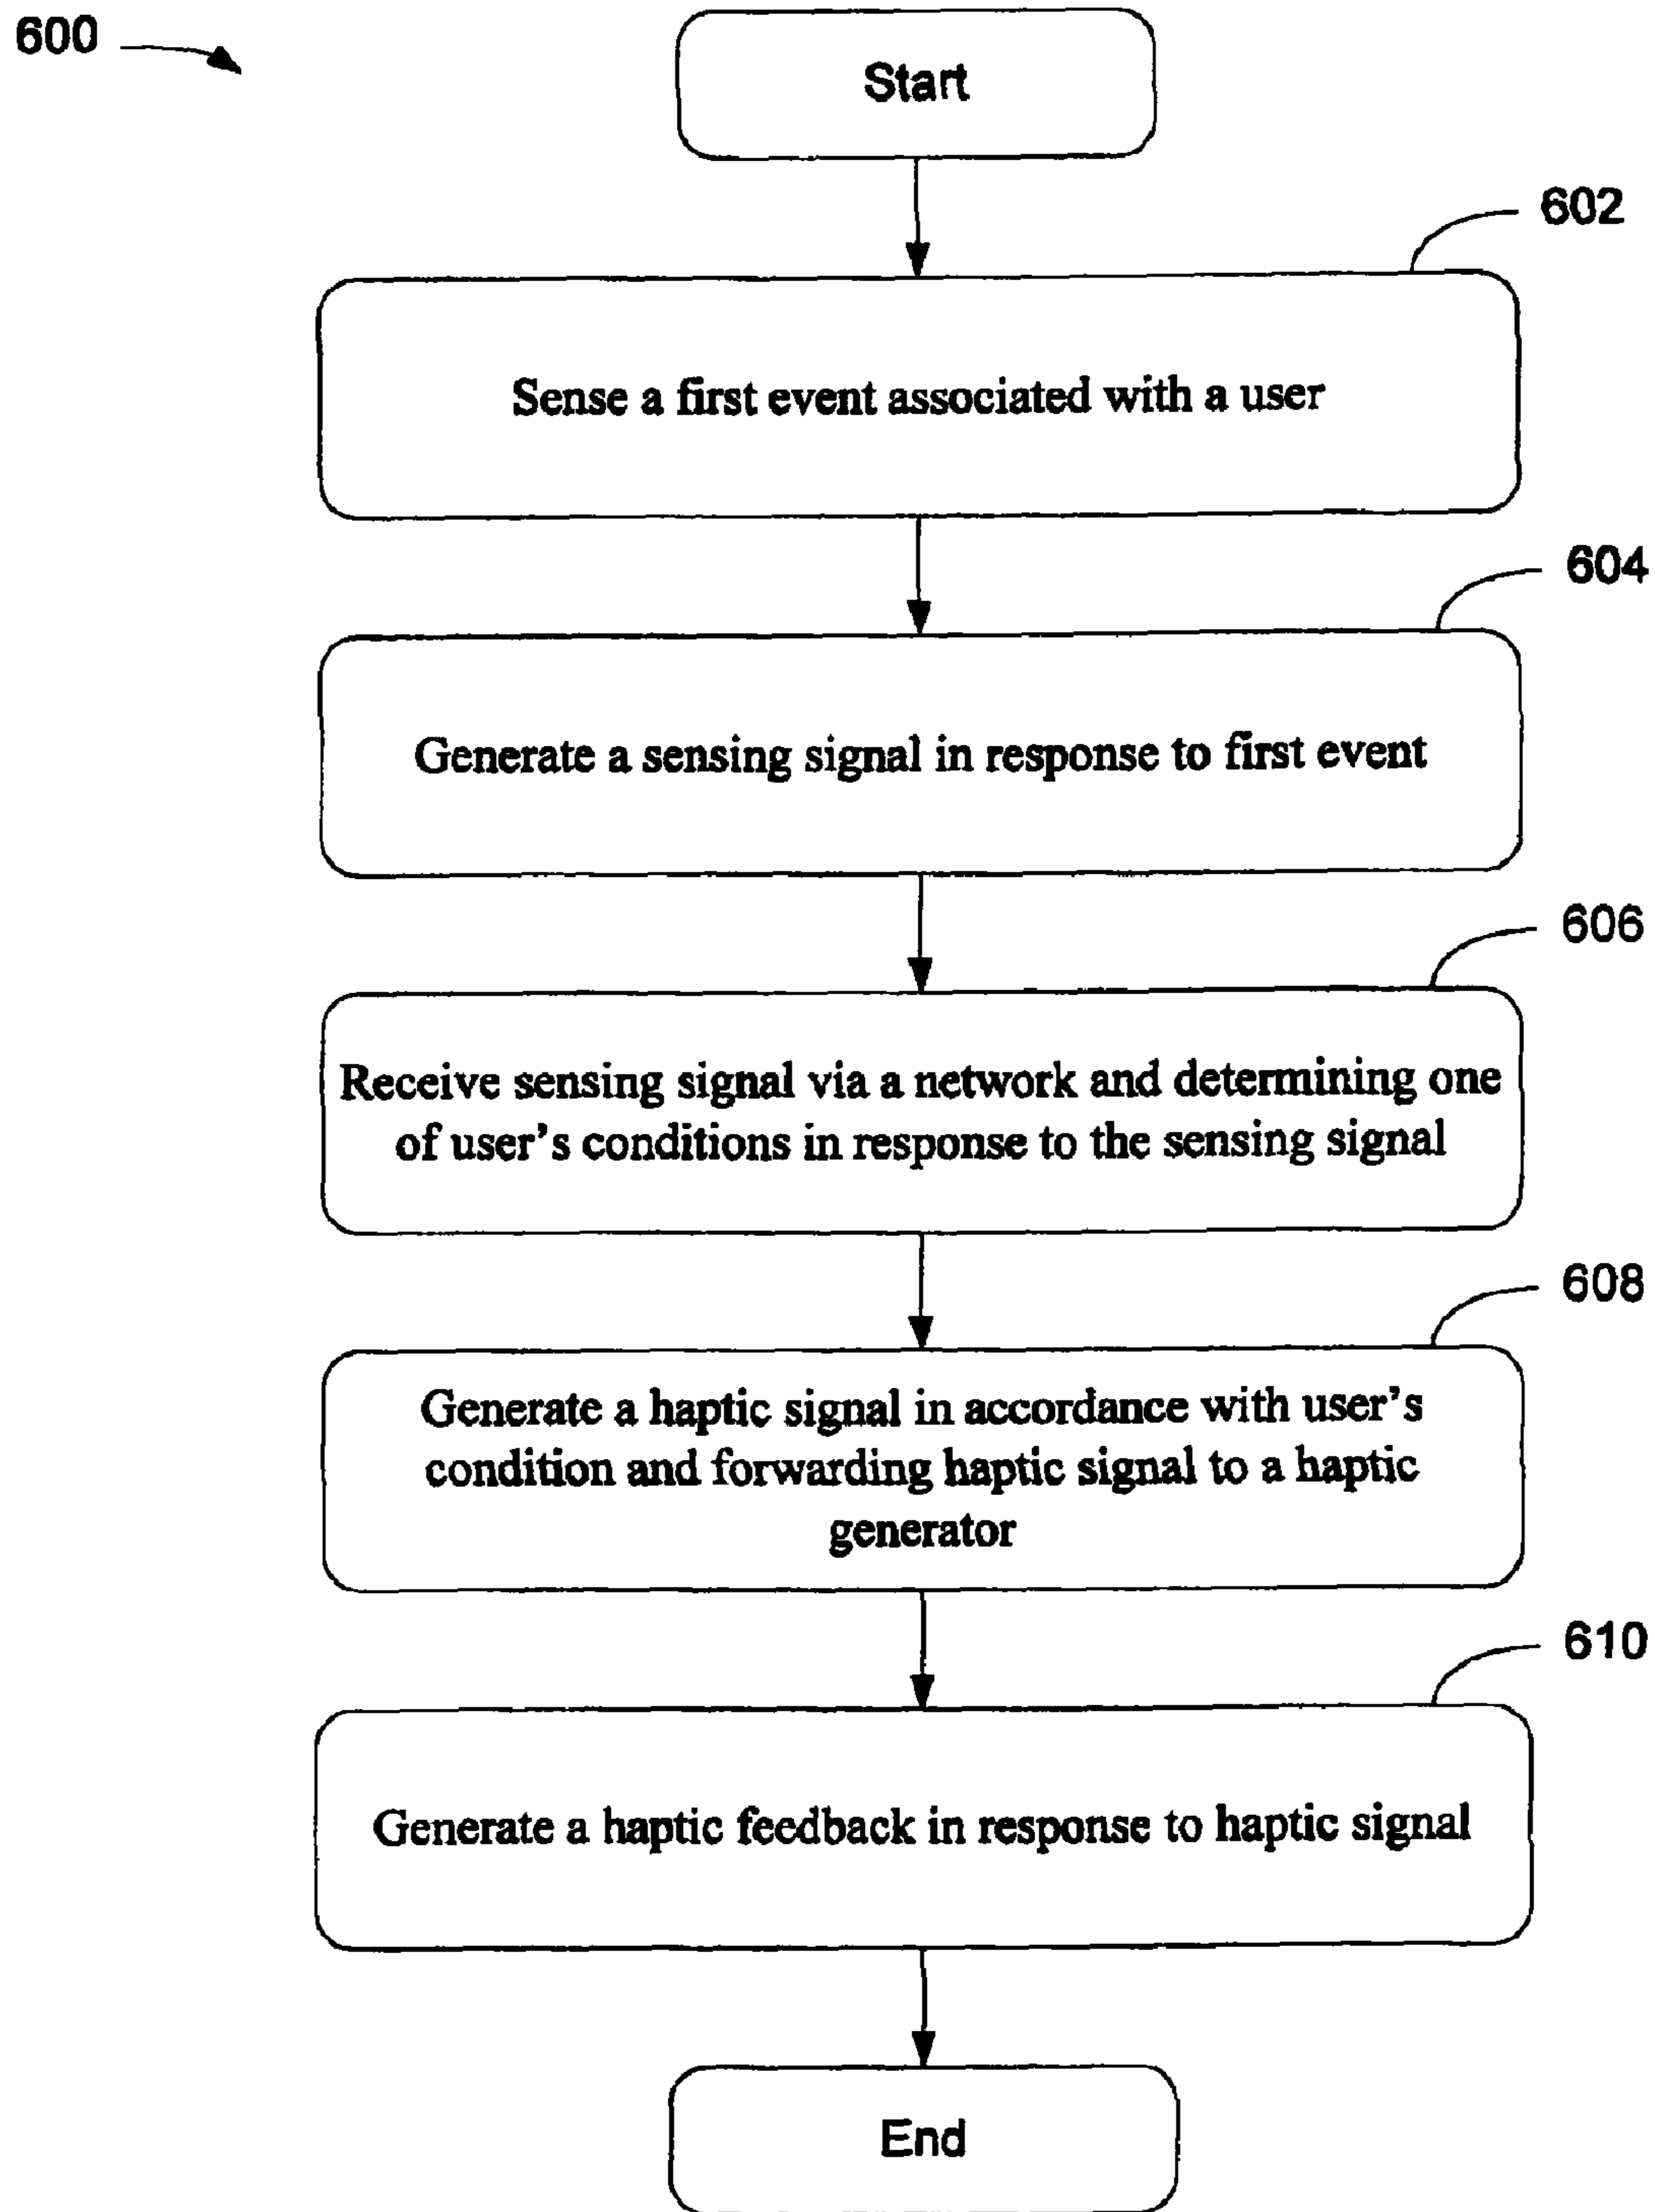 600
Start
602
Sense a first event associated with a user
604
Generate a sensing signal in response to first event
606
Receive sensing signal via a network and determining one
of user's conditions in response to the sensing signal
608
Generate a haptic signal in accordance with user's
condition and forwarding haptic signal to a haptic
generator
610
Generate a haptic feedback in response to haptic signal
End